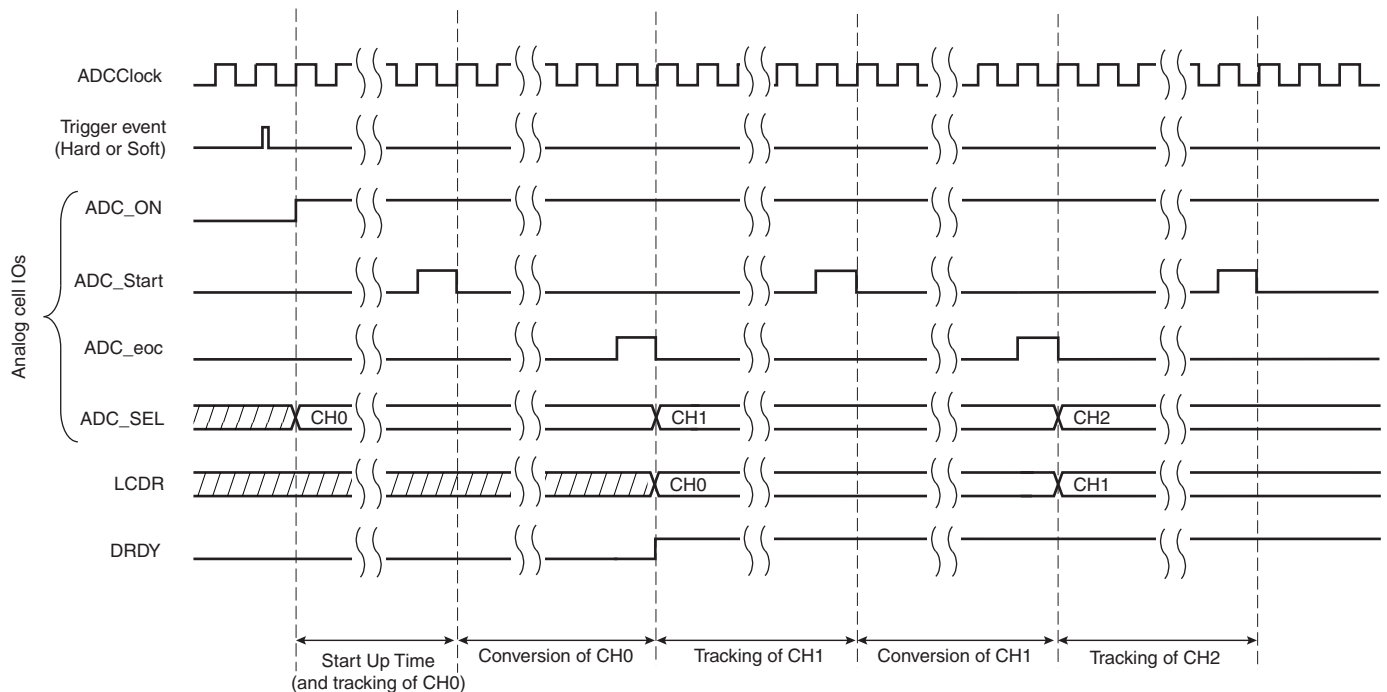 ADCClock
Trigger event
(Hard or Soft)
Analog cell IOs
ADC_ON
ADC_Start
ADC_eoc
ADC_SEL
CH0
CH1
CH2
LCDR
CH0
CH1
DRDY
Start Up Time
(and tracking of CH0)
Conversion of CH0
Tracking of CH1
Conversion of CH1
Tracking of CH2